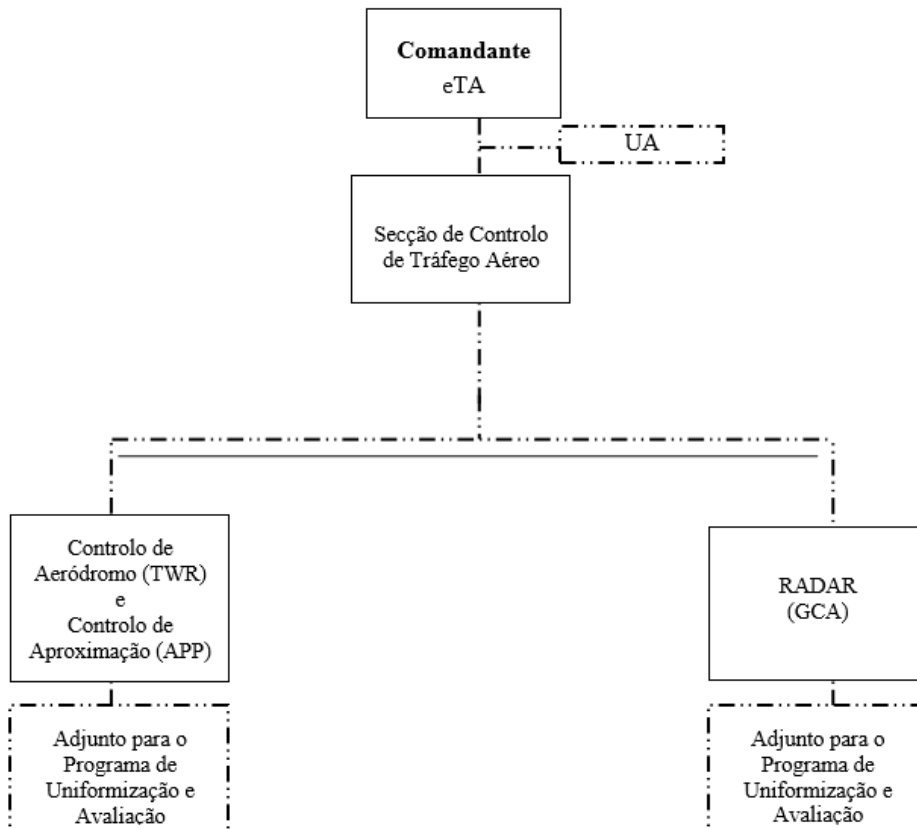 Comandante
eTA
UA
Secção de Controlo
de Tráfego Aéreo
Controlo de
Aeródromo (TWR)
e
Controlo de
Aproximação (APP)
RADAR
(GCA)
Adjunto para o
Programa de
Uniformização e
Avaliação
Adjunto para o
Programa de
Uniformização e
Avaliação